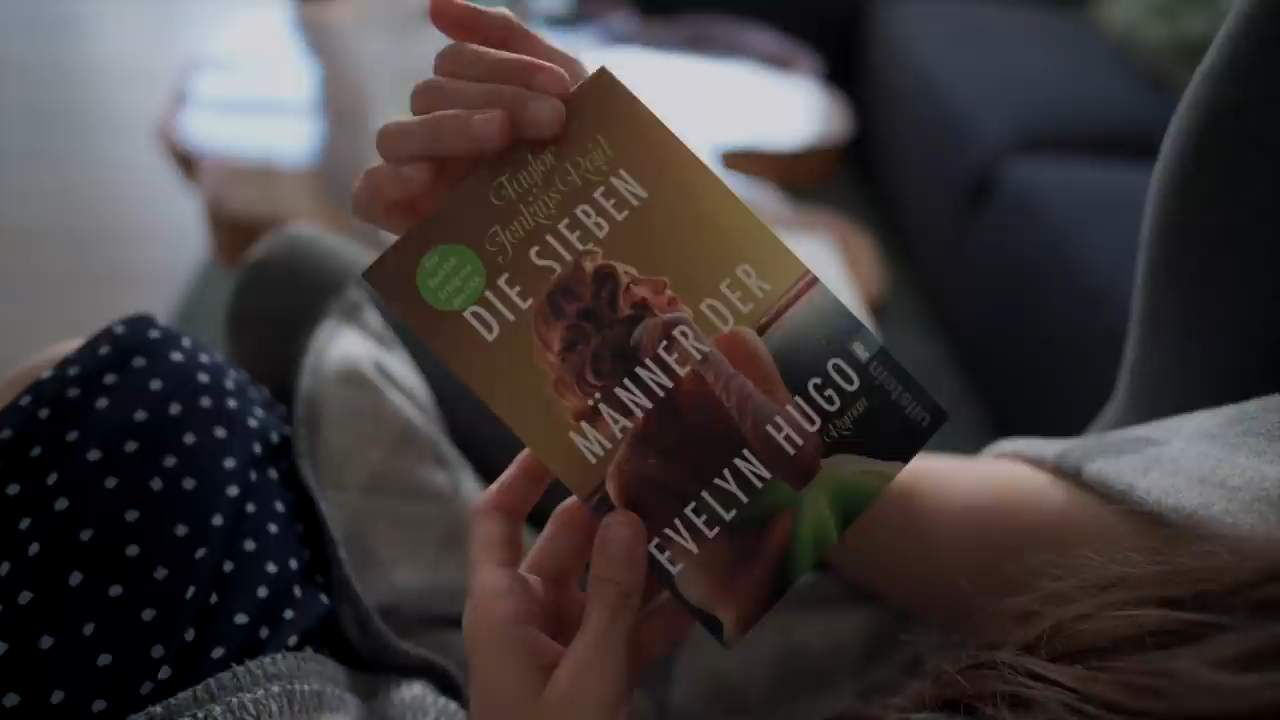 Taylor
Jenkins Reid
DIE SIEBEN
MÄNNER DER
EVELYN HUGO
Roman
ullstein